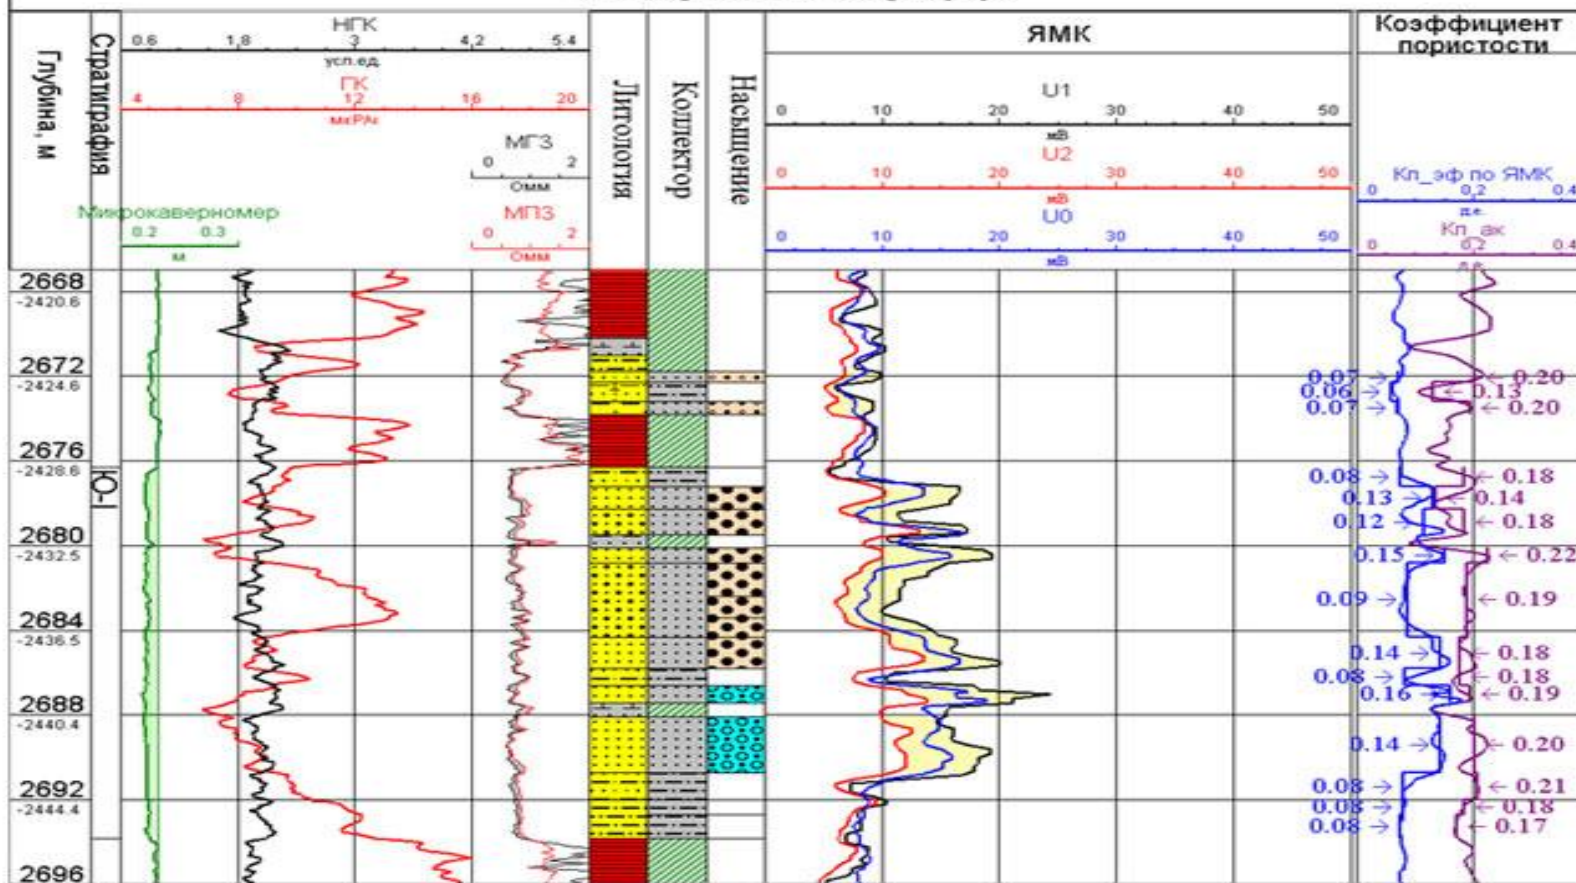 Глубина, м
Стратиграфия
НГК
0.6 1,8 3 4,2 5.4
усл.ед.
ГК
4 8 12 16 20
мкР/ч
МГЗ
0 2
Омм
МПЗ
0 2
Омм
Микрокаверномер
0.2 0.3
м
Литология
Коллектор
Насыщение
ЯМК
U1
0 10 20 30 40 50
мВ
U2
0 10 20 30 40 50
мВ
U0
0 10 20 30 40 50
мВ
Коэффициент
пористости
Кп_эф по ЯМК
0 0,2 0.4
д.е.
Кп_ак
0 0.2 0.4
д.е.
2668
-2420.6
2672
-2424.6
2676
-2428.6
Ю-I
2680
-2432.5
2684
-2436.5
2688
-2440.4
2692
-2444.4
2696
0.07 → ← 0.20
0.06 → ← 0.13
0.07 → ← 0.20
0.08 → ← 0.18
0.13 → ← 0.14
0.12 → ← 0.18
0.15 → ← 0.22
0.09 → ← 0.19
0.14 → ← 0.18
0.08 → ← 0.18
0.16 → ← 0.19
0.14 → ← 0.20
0.08 → ← 0.21
0.08 → ← 0.18
0.08 → ← 0.17